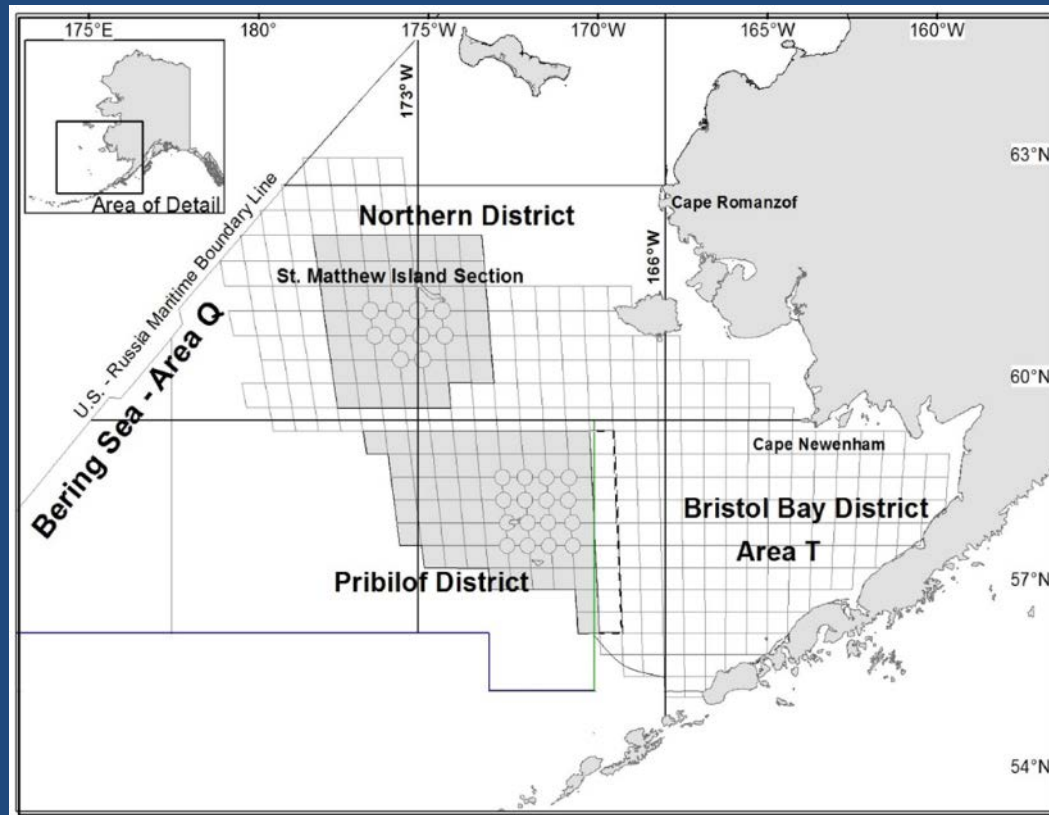 175°E 180° 175°W 170°W 165°W 160°W
Area of Detail
173°W
63°N
U.S. - Russia Maritime Boundary Line
Northern District
Cape Romanzof
166°W
St. Matthew Island Section
Bering Sea - Area Q
60°N
Cape Newenham
Bristol Bay District
Area T
Pribilof District
57°N
54°N